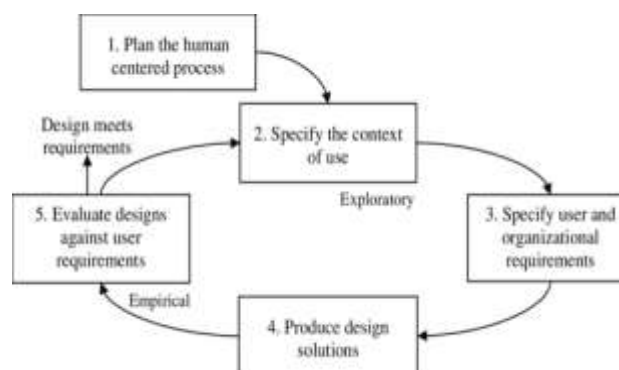 1. Plan the human
centered process
Design meets
requirements
2. Specify the context
of use
Exploratory
5. Evaluate designs
against user
requirements
3. Specify user and
organizational
requirements
Empirical
4. Produce design
solutions